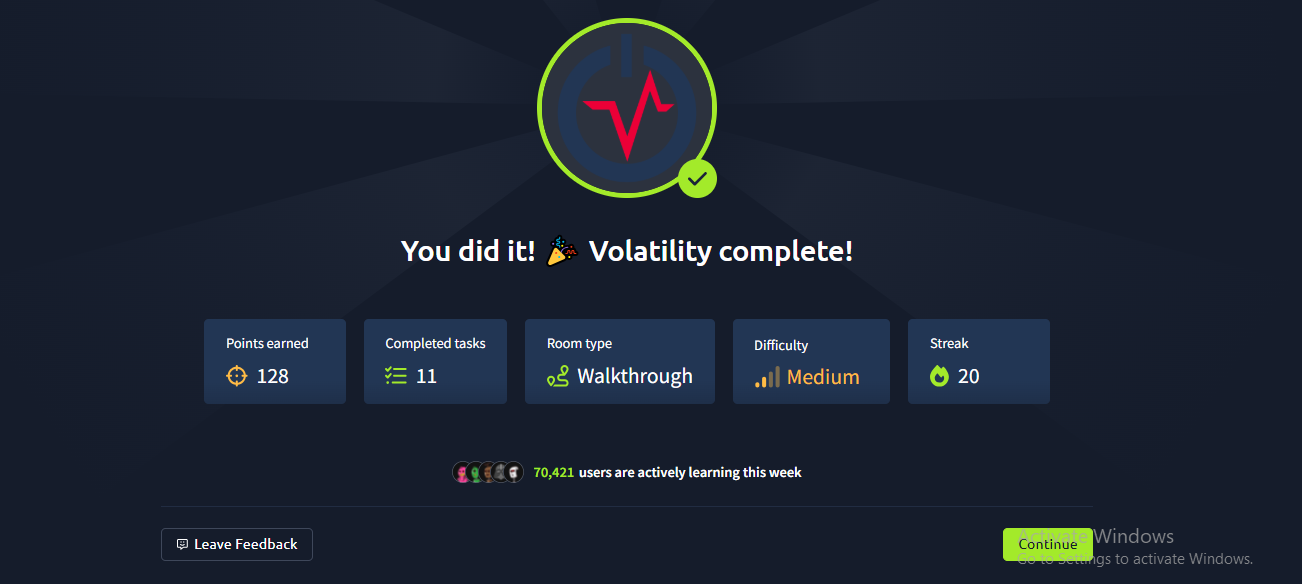 You did it! 🎉 Volatility complete!
Points earned
128
Completed tasks
11
Room type
Walkthrough
Difficulty
Medium
Streak
20
70,421 users are actively learning this week
Leave Feedback
Continue
Activate Windows
Go to Settings to activate Windows.